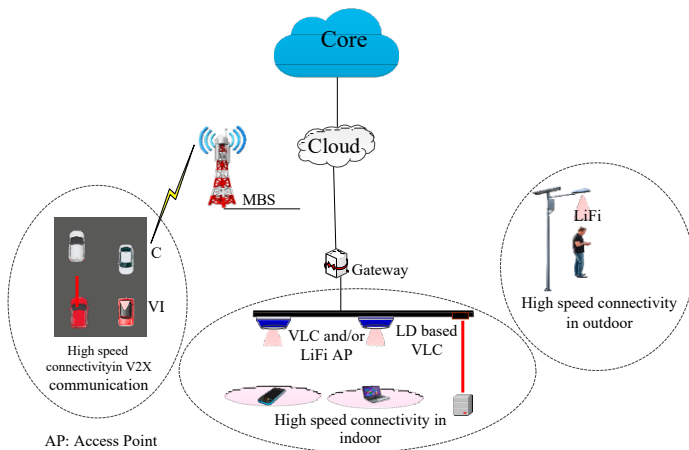 Core
Cloud
MBS
LiFi
C
Gateway
VI
High speed connectivity
in outdoor
VLC and/or
LiFi AP
LD based
VLC
High speed
connectivityin V2X
communication
High speed connectivity in
indoor
AP: Access Point